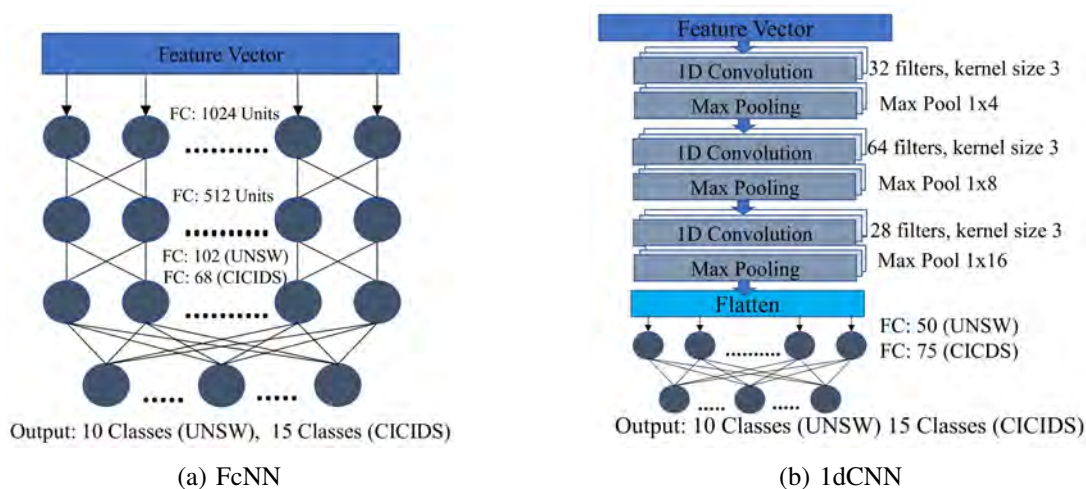 Feature Vector
FC: 1024 Units
FC: 512 Units
FC: 102 (UNSW)
FC: 68 (CICIDS)
Output: 10 Classes (UNSW), 15 Classes (CICIDS)
(a) FcNN
Feature Vector
1D Convolution
32 filters, kernel size 3
Max Pooling
Max Pool 1x4
1D Convolution
64 filters, kernel size 3
Max Pooling
Max Pool 1x8
1D Convolution
28 filters, kernel size 3
Max Pooling
Max Pool 1x16
Flatten
FC: 50 (UNSW)
FC: 75 (CICDS)
Output: 10 Classes (UNSW) 15 Classes (CICIDS)
(b) 1dCNN